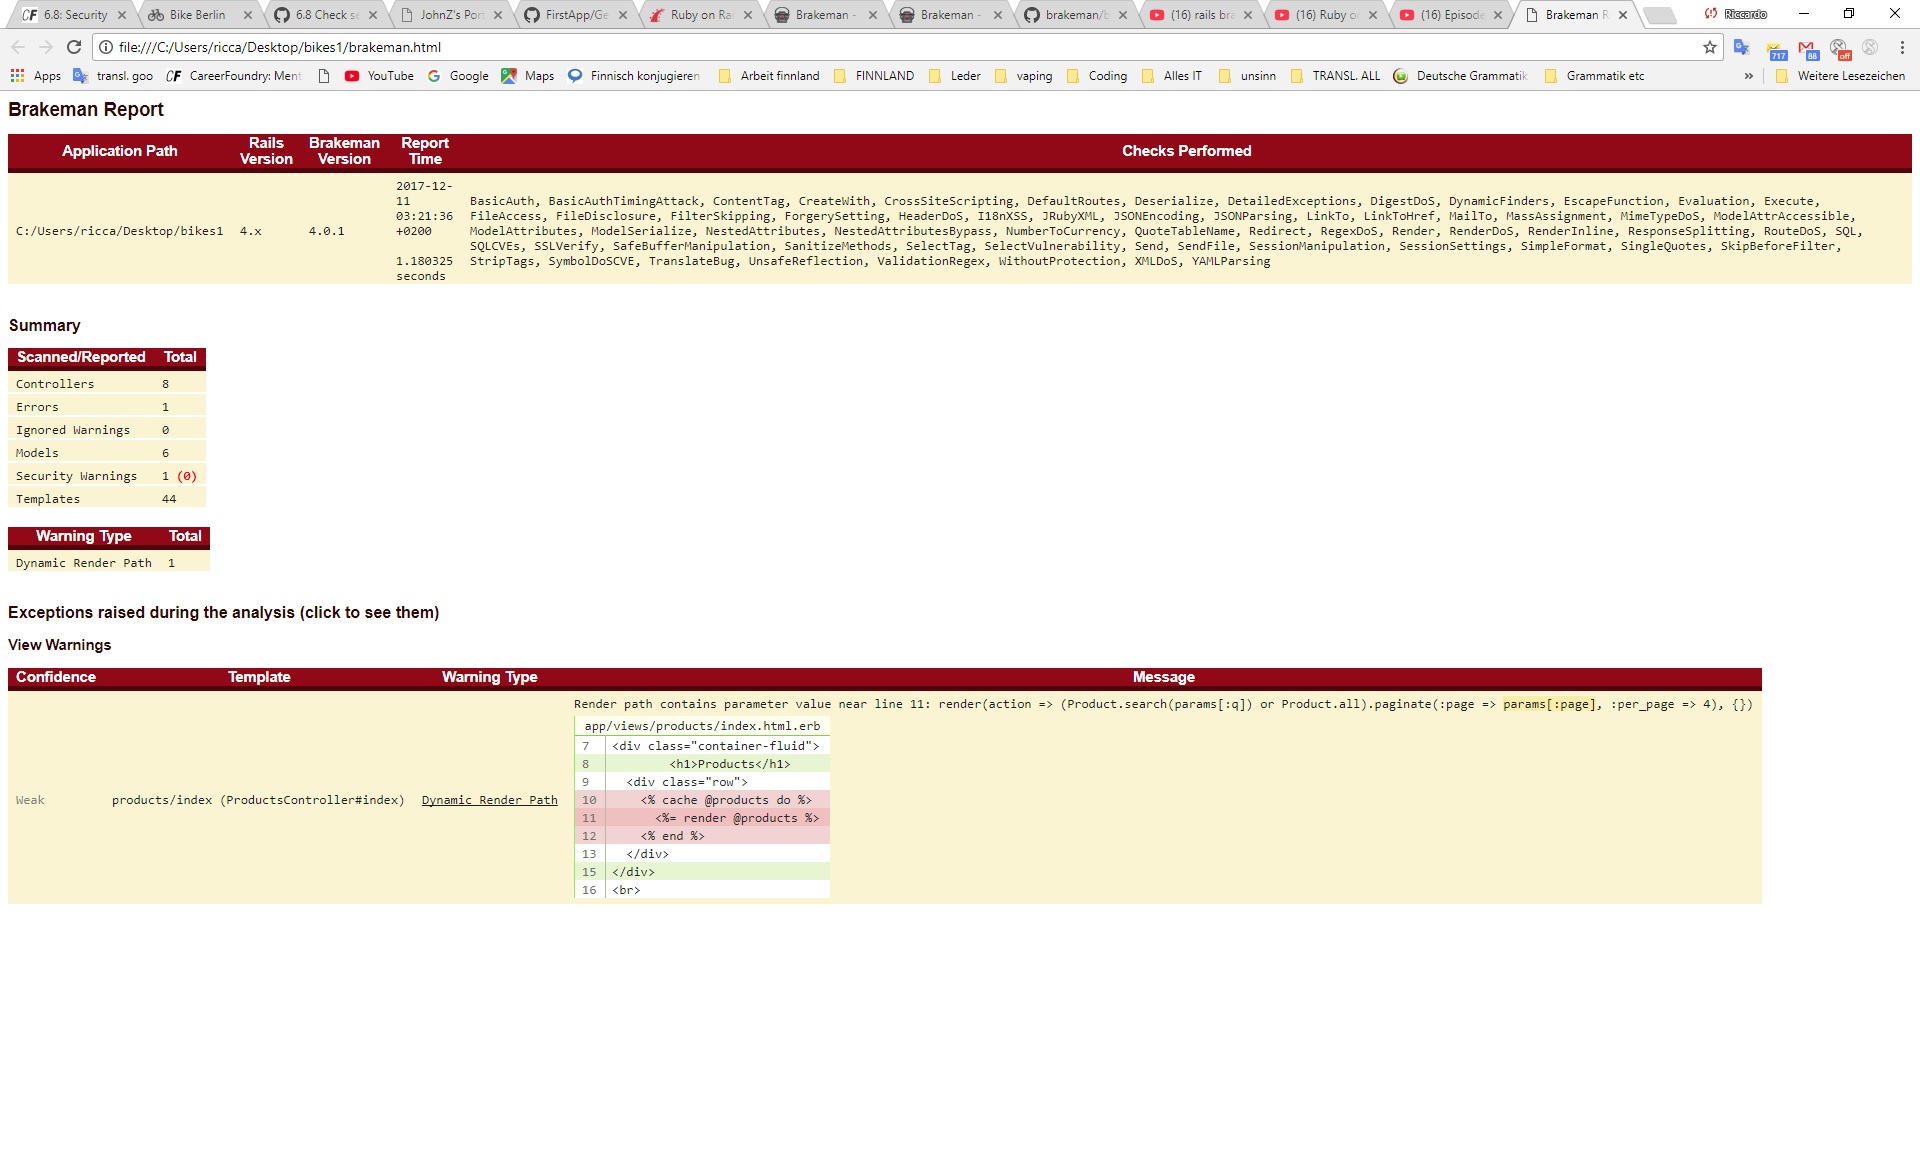 6.8: Security
Bike Berlin
6.8 Check se
JohnZ's Port
FirstApp/Ge
Ruby on Rai
Brakeman -
Brakeman -
brakeman/b
(16) rails bra
(16) Ruby o
(16) Episode
Brakeman R
Riccardo
file:///C:/Users/ricca/Desktop/bikes1/brakeman.html
717
88
off
Apps
transl. goo
CF
CareerFoundry: Ment
YouTube
Google
Maps
Finnisch konjugieren
Arbeit finnland
FINNLAND
Leder
vaping
Coding
Alles IT
unsinn
TRANSL. ALL
Deutsche Grammatik
Grammatik etc
»
Weitere Lesezeichen
Brakeman Report
Application Path
Rails Version
Brakeman Version
Report Time
Checks Performed
C:/Users/ricca/Desktop/bikes1
4.x
4.0.1
2017-12-
11
03:21:36
+0200
1.180325
seconds
BasicAuth, BasicAuthTimingAttack, ContentTag, CreateWith, CrossSiteScripting, DefaultRoutes, Deserialize, DetailedExceptions, DigestDoS, DynamicFinders, EscapeFunction, Evaluation, Execute,
FileAccess, FileDisclosure, FilterSkipping, ForgerySetting, HeaderDoS, I18nXSS, JRubyXML, JSONEncoding, JSONParsing, LinkTo, LinkToHref, MailTo, MassAssignment, MimeTypeDoS, ModelAttrAccessible,
ModelAttributes, ModelSerialize, NestedAttributes, NestedAttributesBypass, NumberToCurrency, QuoteTableName, Redirect, RegexDoS, Render, RenderDoS, RenderInline, ResponseSplitting, RouteDoS, SQL,
SQLCVEs, SSLVerify, SafeBufferManipulation, SanitizeMethods, SelectTag, SelectVulnerability, Send, SendFile, SessionManipulation, SessionSettings, SimpleFormat, SingleQuotes, SkipBeforeFilter,
StripTags, SymbolDoSCVE, TranslateBug, UnsafeReflection, ValidationRegex, WithoutProtection, XMLDoS, YAMLParsing
Summary
Scanned/Reported Total
Controllers 8
Errors 1
Ignored Warnings 0
Models 6
Security Warnings 1 (0)
Templates 44
Warning Type Total
Dynamic Render Path 1
Exceptions raised during the analysis (click to see them)
View Warnings
Confidence Template Warning Type Message
Weak
products/index (ProductsController#index)
Dynamic Render Path
Render path contains parameter value near line 11: render(action => (Product.search(params[:q]) or Product.all).paginate(:page => params[:page], :per_page => 4), {})
app/views/products/index.html.erb
7 <div class="container-fluid">
8 <h1>Products</h1>
9 <div class="row">
10 <% cache @products do %>
11 <%= render @products %>
12 <% end %>
13 </div>
15 </div>
16 <br>